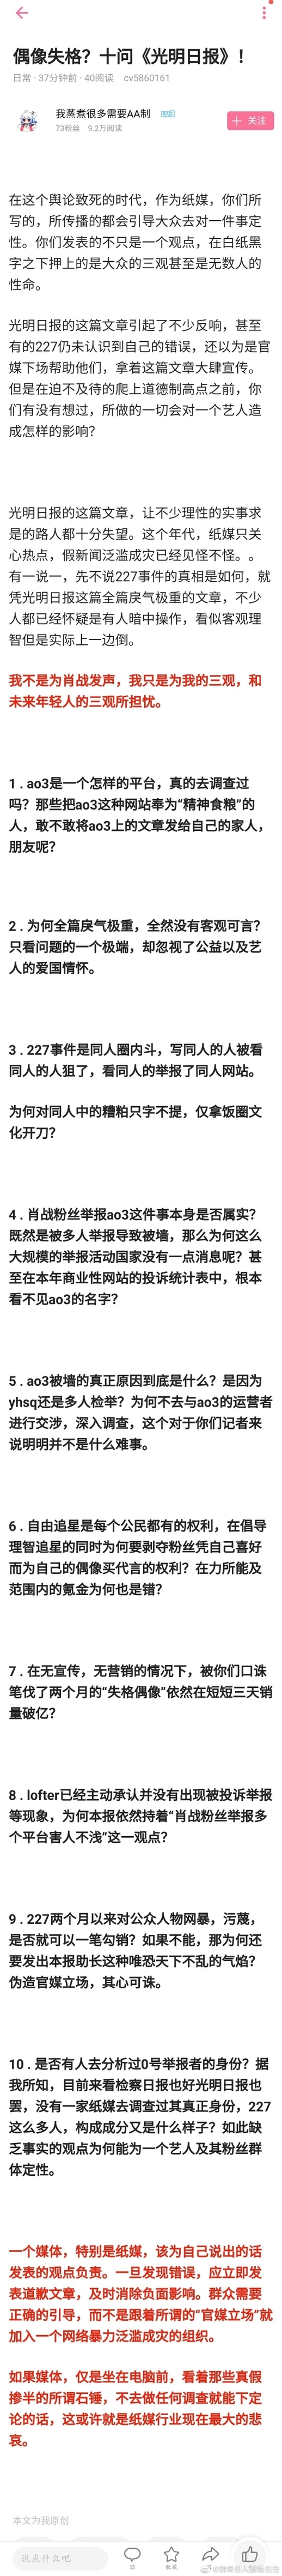 偶像失格？十问《光明日报》！
日常 · 37分钟前 · 40阅读 cv5860161
我蒸煮很多需要AA制
73粉丝 9.2万阅读
关注
在这个舆论致死的时代，作为纸媒，你们所
写的，所传播的都会引导大众去对一件事定
性。你们发表的不只是一个观点，在白纸黑
字之下押上的是大众的三观甚至是无数人的
性命。
光明日报的这篇文章引起了不少反响，甚至
有的227仍未认识到自己的错误，还以为是官
媒下场帮助他们，拿着这篇文章大肆宣传。
但是在迫不及待的爬上道德制高点之前，你
们有没有想过，所做的一切会对一个艺人造
成怎样的影响？
光明日报的这篇文章，让不少理性的实事求
是的路人都十分失望。这个年代，纸媒只关
心热点，假新闻泛滥成灾已经见怪不怪。。
有一说一，先不说227事件的真相是如何，就
凭光明日报这篇全篇戾气极重的文章，不少
人都已经怀疑是有人暗中操作，看似客观理
智但是实际上一边倒。
我不是为肖战发声，我只是为我的三观，和
未来年轻人的三观所担忧。
1 . ao3是一个怎样的平台，真的去调查过
吗？那些把ao3这种网站奉为“精神食粮”的
人，敢不敢将ao3上的文章发给自己的家人，
朋友呢？
2 . 为何全篇戾气极重，全然没有客观可言？
只看问题的一个极端，却忽视了公益以及艺
人的爱国情怀。
3 . 227事件是同人圈内斗，写同人的人被看
同人的人狙了，看同人的举报了同人网站。
为何对同人中的糟粕只字不提，仅拿饭圈文
化开刀？
4 . 肖战粉丝举报ao3这件事本身是否属实？
既然是被多人举报导致被墙，那么为何这么
大规模的举报活动国家没有一点消息呢？甚
至在本年商业性网站的投诉统计表中，根本
看不见ao3的名字？
5 . ao3被墙的真正原因到底是什么？是因为
yhsq还是多人检举？为何不去与ao3的运营者
进行交涉，深入调查，这个对于你们记者来
说明明并不是什么难事。
6 . 自由追星是每个公民都有的权利，在倡导
理智追星的同时为何要剥夺粉丝凭自己喜好
而为自己的偶像买代言的权利？在力所能及
范围内的氪金为何也是错？
7 . 在无宣传，无营销的情况下，被你们口诛
笔伐了两个月的“失格偶像”依然在短短三天销
量破亿？
8 . lofter已经主动承认并没有出现被投诉举报
等现象，为何本报依然持着“肖战粉丝举报多
个平台害人不浅”这一观点？
9 . 227两个月以来对公众人物网暴，污蔑，
是否就可以一笔勾销？如果不能，那为何还
要发出本报助长这种唯恐天下不乱的气焰？
伪造官媒立场，其心可诛。
10 . 是否有人去分析过0号举报者的身份？据
我所知，目前来看检察日报也好光明日报也
罢，没有一家纸媒去调查过其真正身份，227
这么多人，构成成分又是什么样子？如此缺
乏事实的观点为何能为一个艺人及其粉丝群
体定性。
一个媒体，特别是纸媒，该为自己说出的话
发表的观点负责。一旦发现错误，应立即发
表道歉文章，及时消除负面影响。群众需要
正确的引导，而不是跟着所谓的“官媒立场”就
加入一个网络暴力泛滥成灾的组织。
如果媒体，仅是坐在电脑前，看着那些真假
掺半的所谓石锤，不去做任何调查就能下定
论的话，这或许就是纸媒行业现在最大的悲
哀。
本文为我原创
说点什么吧
收藏